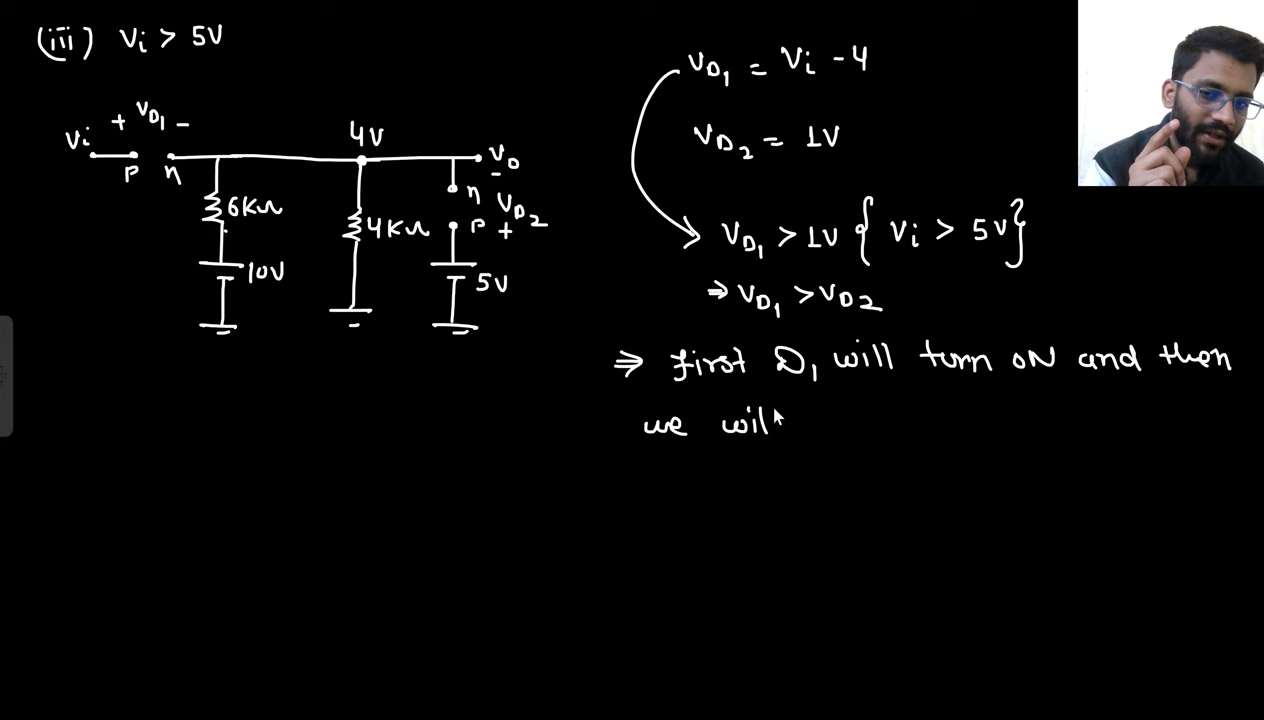 (iii) Vi > 5V
VD1 = Vi - 4
VD2 = 1V
Vi + VD1 -
P n
4V
VD
-
n VD2
P +
6KΩ
4KΩ
10V
5V
VD1 > 1V { Vi > 5V}
⇒ VD1 > VD2
⇒ first D1 will turn ON and then
we will